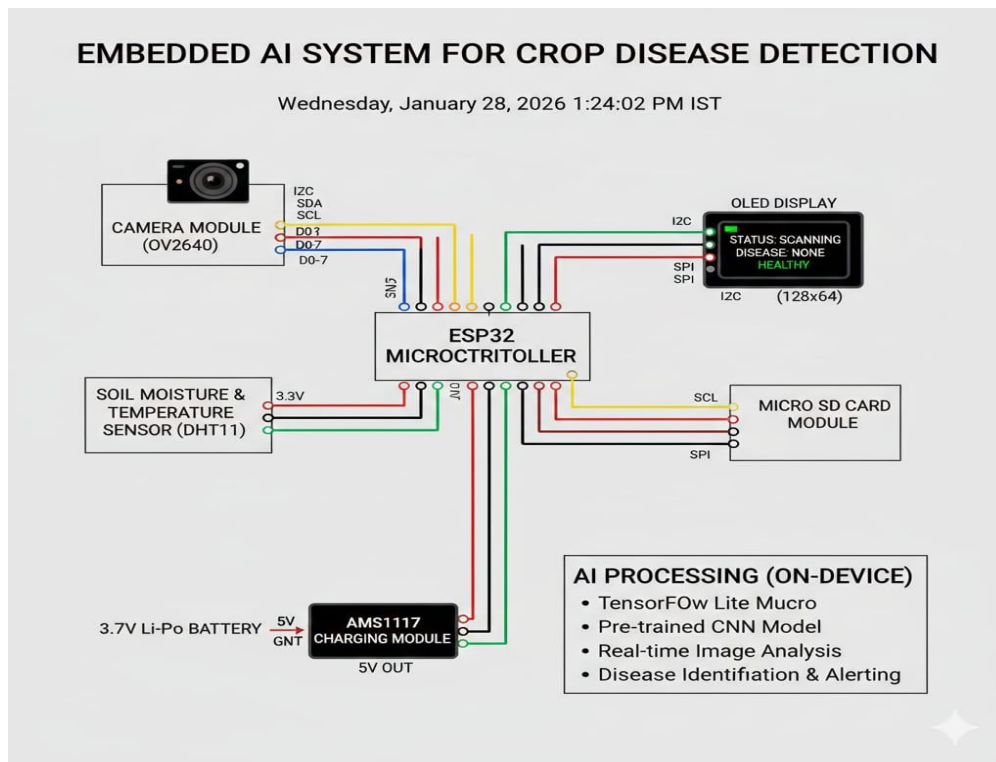 EMBEDDED AI SYSTEM FOR CROP DISEASE DETECTION
Wednesday, January 28, 2026 1:24:02 PM IST
I2C
SDA
SCL
D0?
D0-7
D0-7
CAMERA MODULE
(OV2640)
OLED DISPLAY
I2C
STATUS: SCANNING
DISEASE: NONE
HEALTHY
SPI
SPI
I2C
(128x64)
ESP32
MICROCTRITOLLER
SOIL MOISTURE &
TEMPERATURE
SENSOR (DHT11)
3.3V
SCL
MICRO SD CARD
MODULE
SPI
3.7V Li-Po BATTERY
5V
GNT
AMS1117
CHARGING MODULE
5V OUT
AI PROCESSING (ON-DEVICE)
• TensorFOw Lite Mucro
• Pre-trained CNN Model
• Real-time Image Analysis
• Disease Identifiation & Alerting